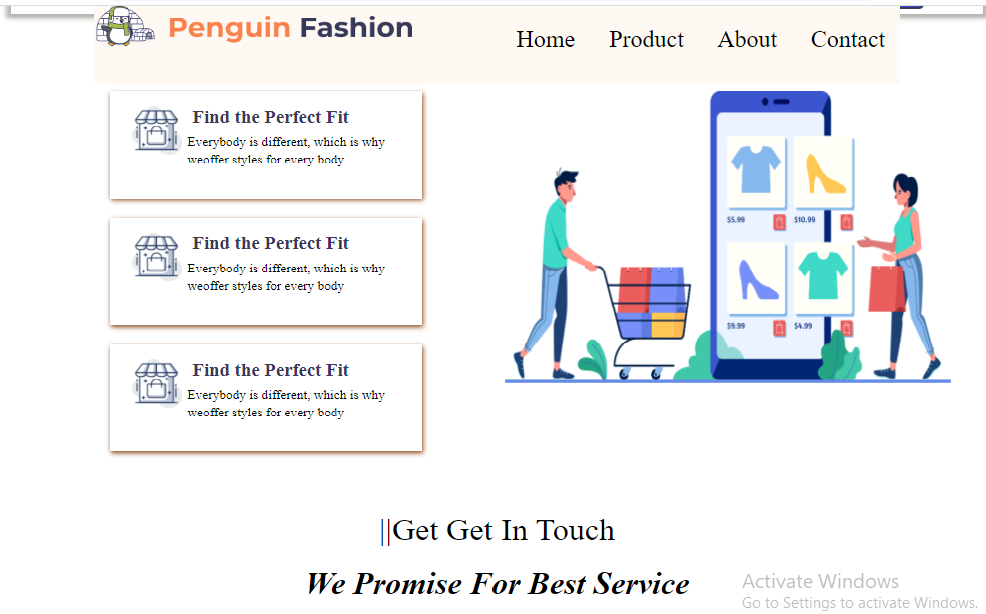 Penguin Fashion
Home Product About Contact
Find the Perfect Fit
Everybody is different, which is why
weoffer styles for every body
Find the Perfect Fit
Everybody is different, which is why
weoffer styles for every body
Find the Perfect Fit
Everybody is different, which is why
weoffer styles for every body
$5.99 $10.99
$9.99 $4.99
||Get Get In Touch
We Promise For Best Service
Activate Windows
Go to Settings to activate Windows.